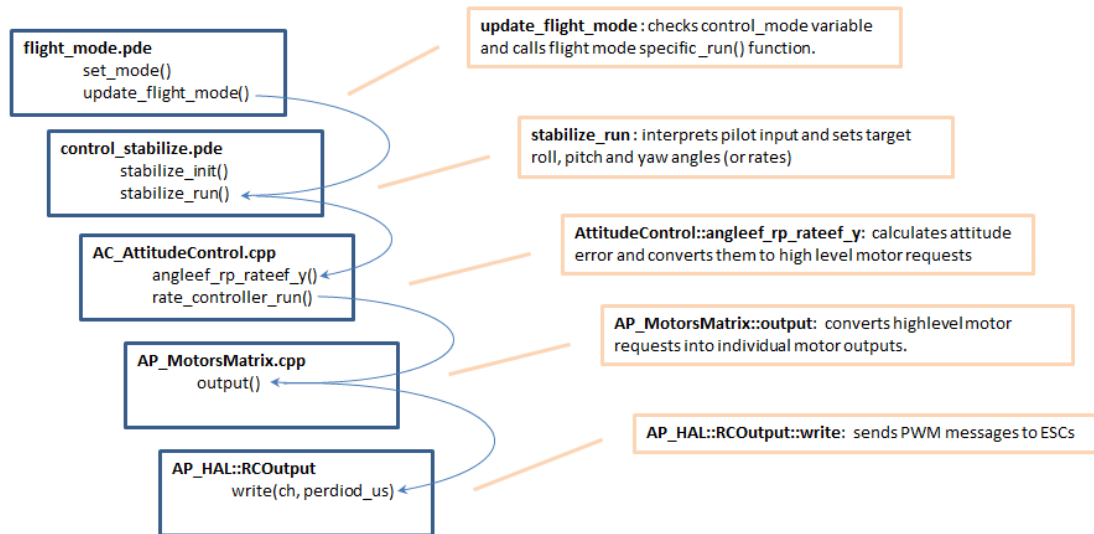 flight_mode.pde
set_mode()
update_flight_mode()
update_flight_mode : checks control_mode variable
and calls flight mode specific_run() function.
control_stabilize.pde
stabilize_init()
stabilize_run()
stabilize_run : interprets pilot input and sets target
roll, pitch and yaw angles (or rates)
AC_AttitudeControl.cpp
angleef_rp_rateef_y()
rate_controller_run()
AttitudeControl::angleef_rp_rateef_y: calculates attitude
error and converts them to high level motor requests
AP_MotorsMatrix.cpp
output()
AP_MotorsMatrix::output: converts highlevel motor
requests into individual motor outputs.
AP_HAL::RCOutput
write(ch, perdiod_us)
AP_HAL::RCOutput::write: sends PWM messages to ESCs